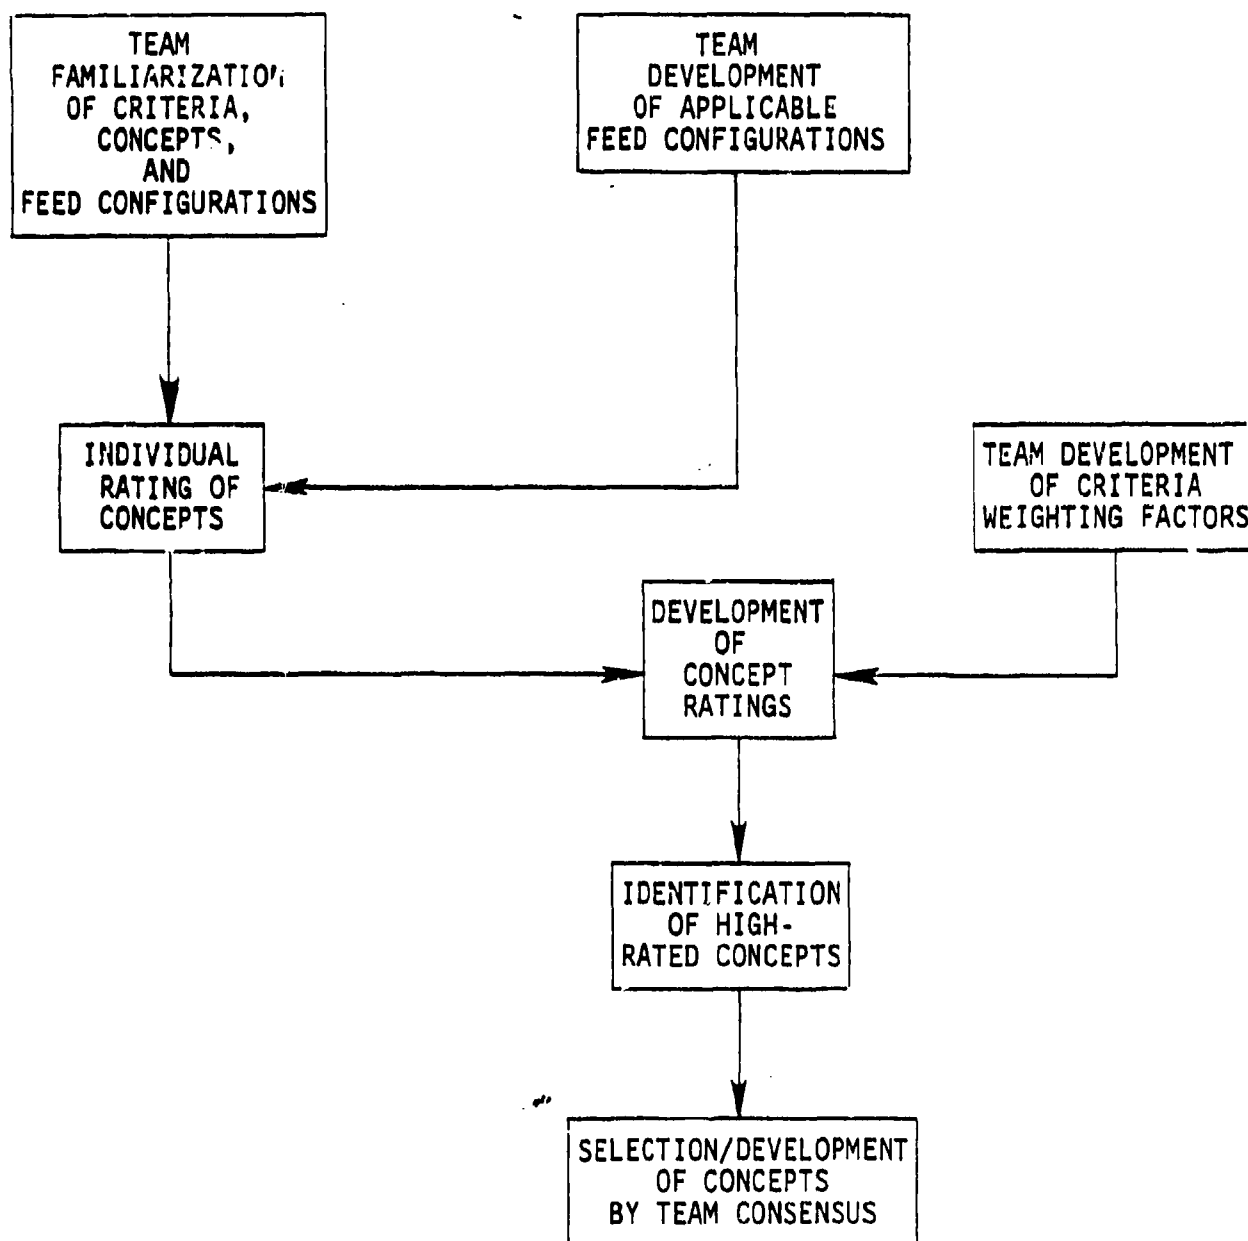 TEAM
FAMILIARIZATION
OF CRITERIA,
CONCEPTS,
AND
FEED CONFIGURATIONS
TEAM
DEVELOPMENT
OF APPLICABLE
FEED CONFIGURATIONS
INDIVIDUAL
RATING OF
CONCEPTS
TEAM DEVELOPMENT
OF CRITERIA
WEIGHTING FACTORS
DEVELOPMENT
OF
CONCEPT
RATINGS
IDENTIFICATION
OF HIGH-
RATED CONCEPTS
SELECTION/DEVELOPMENT
OF CONCEPTS
BY TEAM CONSENSUS